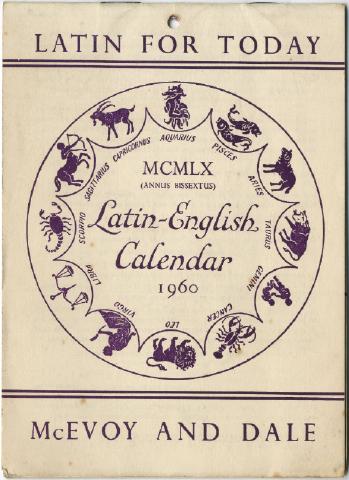 LATIN FOR TODAY
AQUARIUS
PISCES
ARIES
TAURUS
GEMINI
CANCER
LEO
VIRGO
LIBRA
SCORPIO
SAGITTARIUS
CAPRICORNUS
MCMLX
(ANNUS BISSEXTUS)
Latin-English
Calendar
1960
McEVOY AND DALE